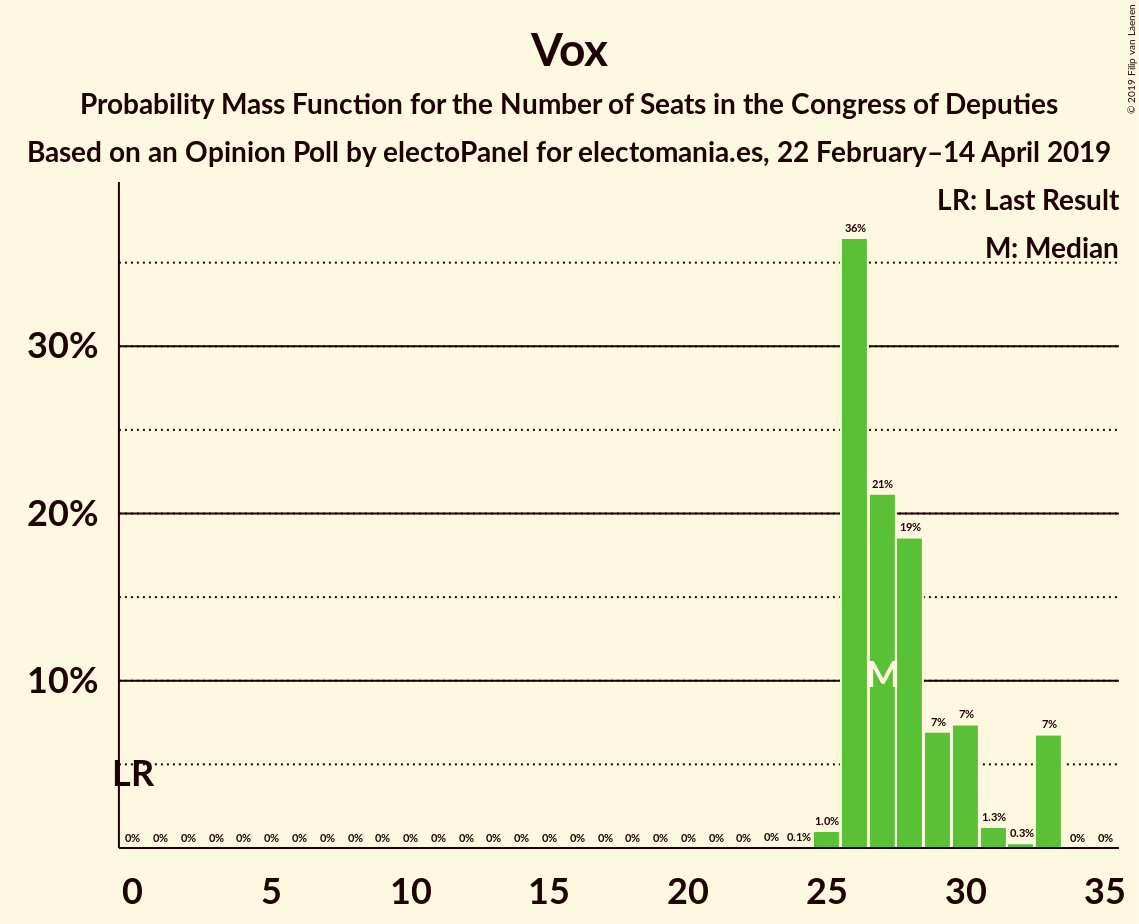 Vox
Probability Mass Function for the Number of Seats in the Congress of Deputies
Based on an Opinion Poll by electoPanel for electomania.es, 22 February–14 April 2019
© 2019 Filip van Laenen
LR: Last Result
M: Median
30%
20%
10%
LR
M
0% 0% 0% 0% 0% 0% 0% 0% 0% 0% 0% 0% 0% 0% 0% 0% 0% 0% 0% 0% 0% 0% 0% 0% 0.1% 1.0% 36% 21% 19% 7% 7% 1.3% 0.3% 7% 0% 0%
0 5 10 15 20 25 30 35